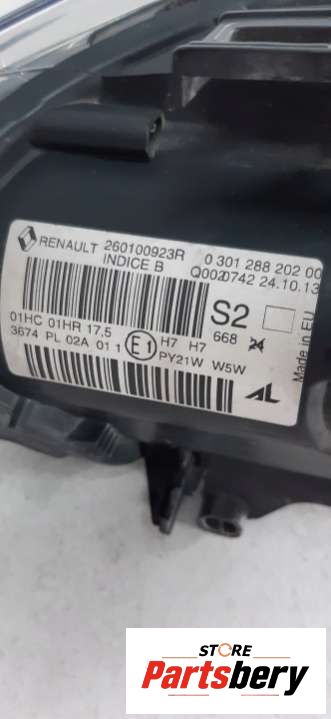 RENAULT 260100923R 0 301 288 202 00
INDICE B Q0020742 24.10.13
S2
01HC 01HR 17.5 H7 H7 668
3674 PL 02A 01 1 E1 PY21W W5W
AL
Made in EU
STORE
Partsbery